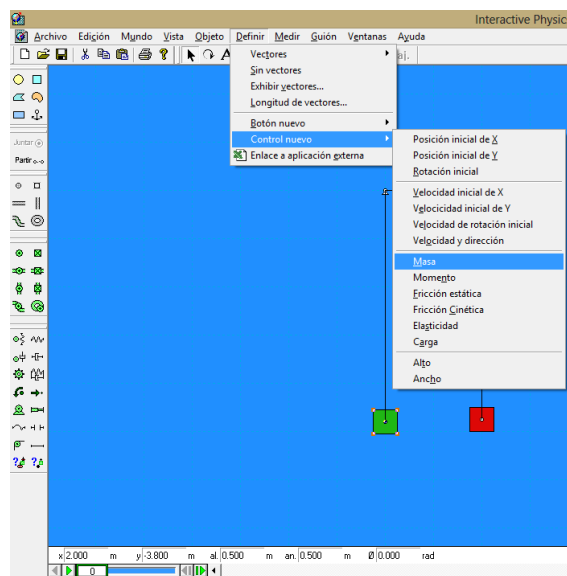 Interactive Physic
Archivo Edición Mundo Vista Objeto Definir Medir Guión Ventanas Ayuda
A
Vectores
Sin vectores
Exhibir vectores...
Longitud de vectores...
Botón nuevo
Control nuevo
Enlace a aplicación externa
Posición inicial de X
Posición inicial de Y
Rotación inicial
Velocidad inicial de X
Vglocicidad inicial de Y
Velocidad de rotación inicial
Velocidad y dirección
Masa
Momento
Fricción estática
Fricción Cinética
Elasticidad
Carga
Alto
Ancho
Juntar
Partir
x 2.000 m y -3.800 m al. 0.500 m an. 0.500 m Ø 0.000 rad
0